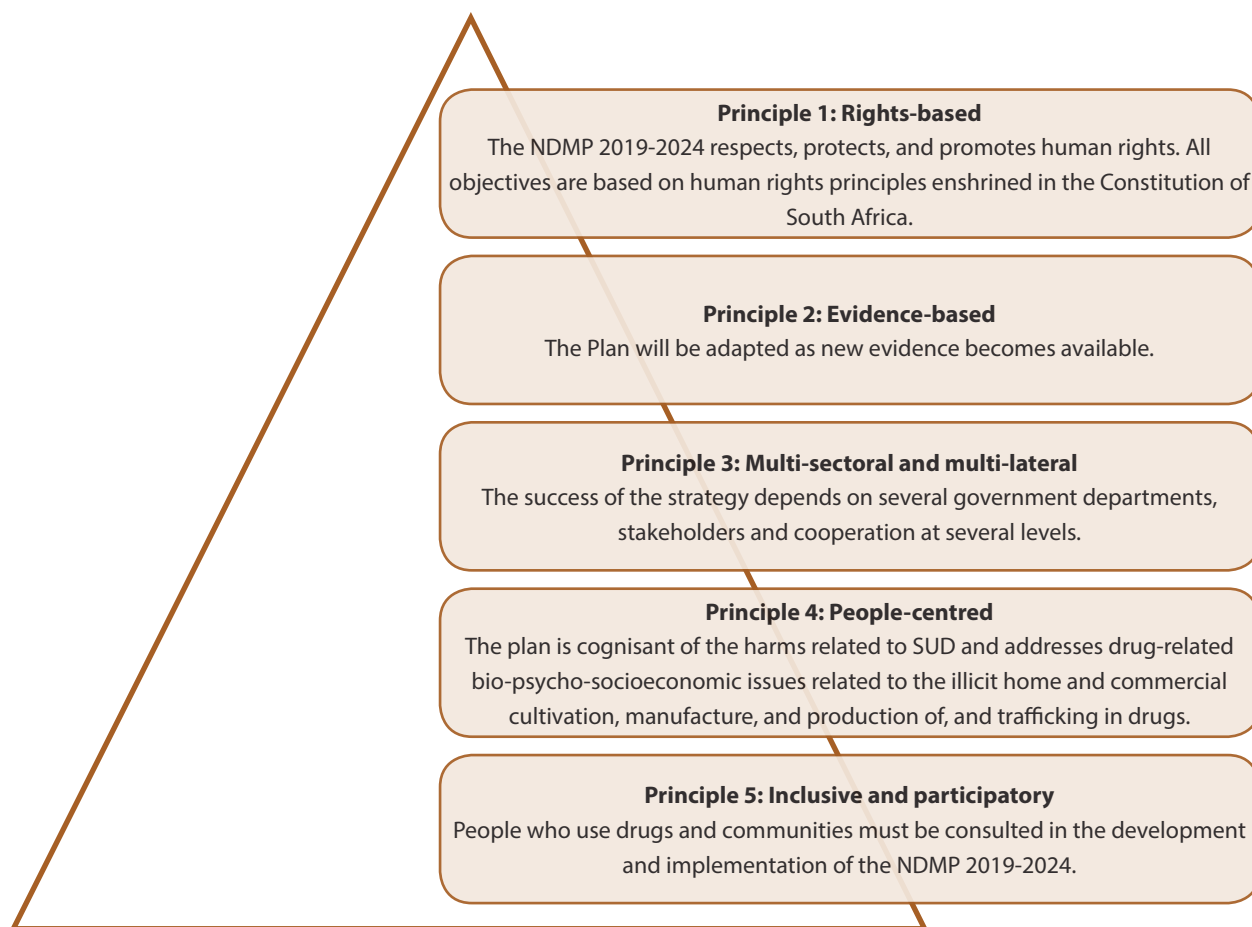 Principle 1: Rights-based
The NDMP 2019-2024 respects, protects, and promotes human rights. All
objectives are based on human rights principles enshrined in the Constitution of
South Africa.
Principle 2: Evidence-based
The Plan will be adapted as new evidence becomes available.
Principle 3: Multi-sectoral and multi-lateral
The success of the strategy depends on several government departments,
stakeholders and cooperation at several levels.
Principle 4: People-centred
The plan is cognisant of the harms related to SUD and addresses drug-related
bio-psycho-socioeconomic issues related to the illicit home and commercial
cultivation, manufacture, and production of, and trafficking in drugs.
Principle 5: Inclusive and participatory
People who use drugs and communities must be consulted in the development
and implementation of the NDMP 2019-2024.